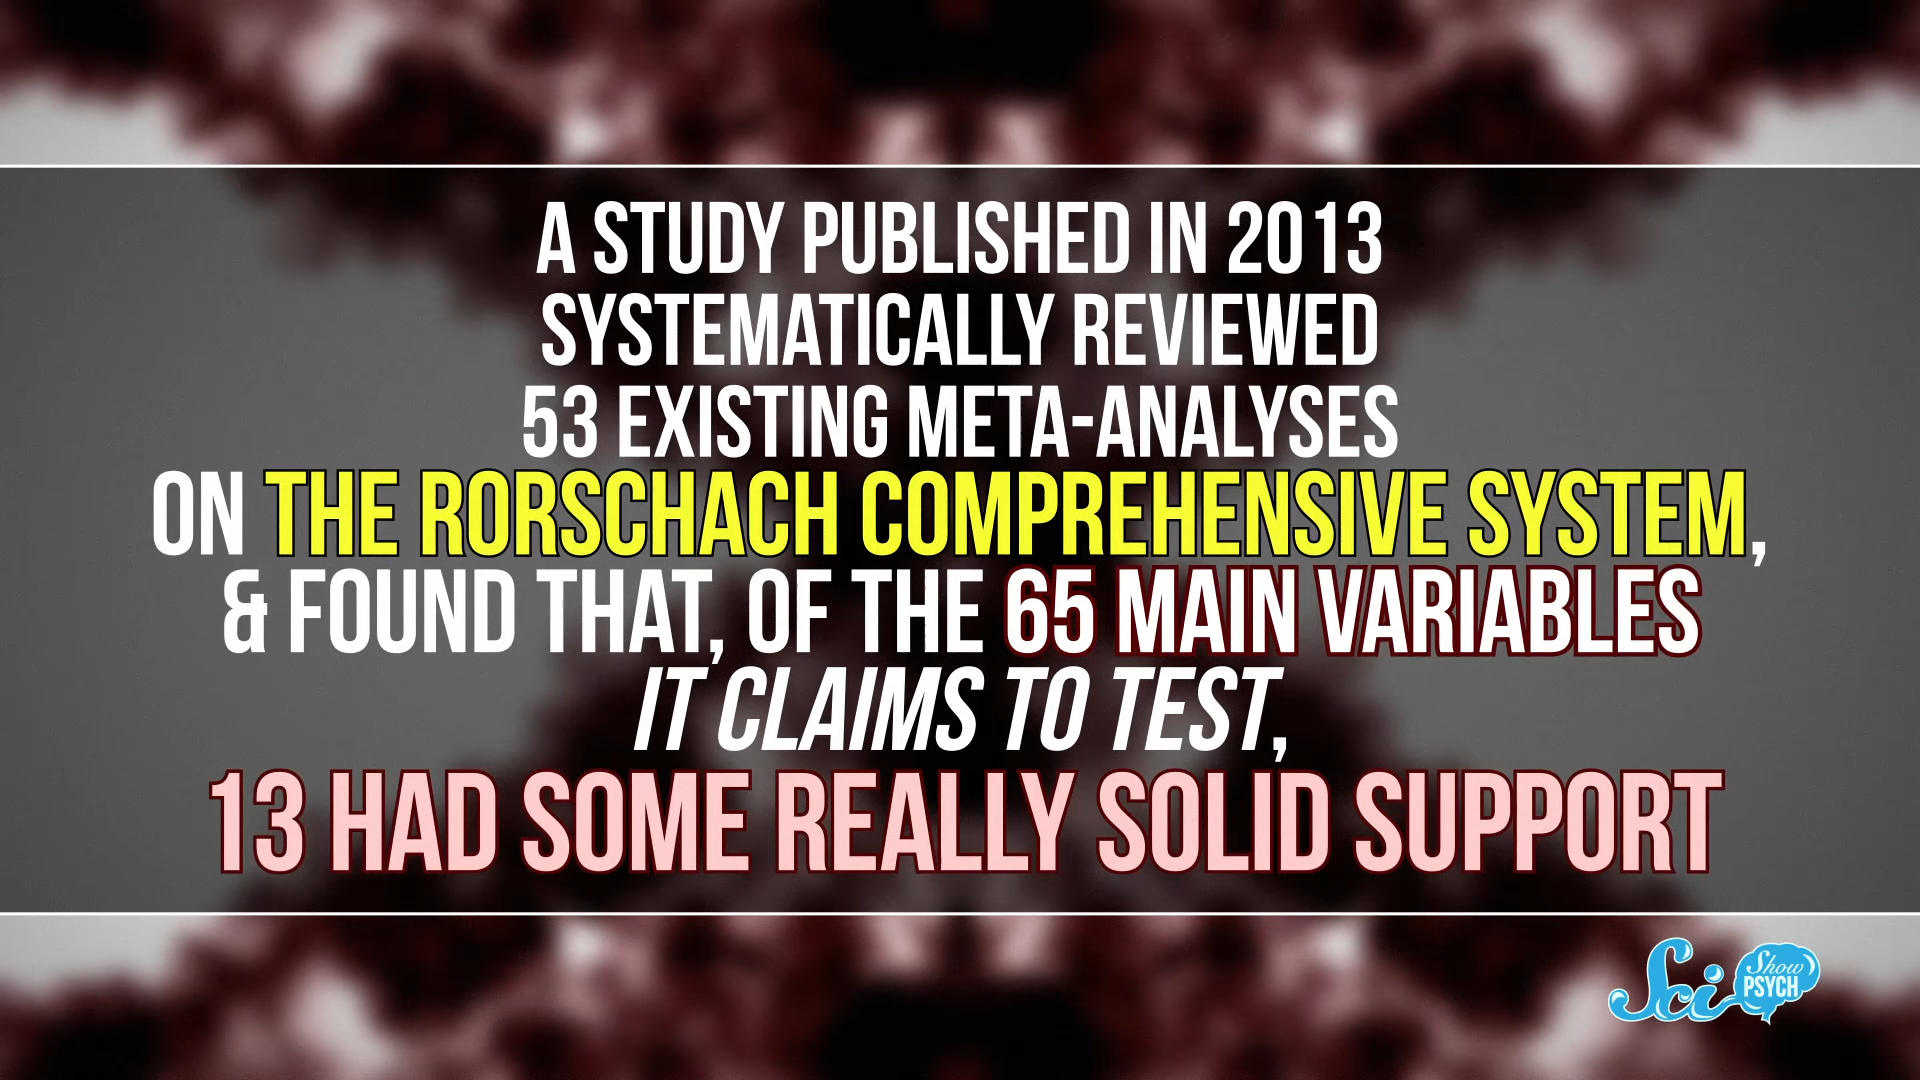 A STUDY PUBLISHED IN 2013
SYSTEMATICALLY REVIEWED
53 EXISTING META-ANALYSES
ON THE RORSCHACH COMPREHENSIVE SYSTEM,
& FOUND THAT, OF THE 65 MAIN VARIABLES
IT CLAIMS TO TEST,
13 HAD SOME REALLY SOLID SUPPORT
Sci Show
PSYCH